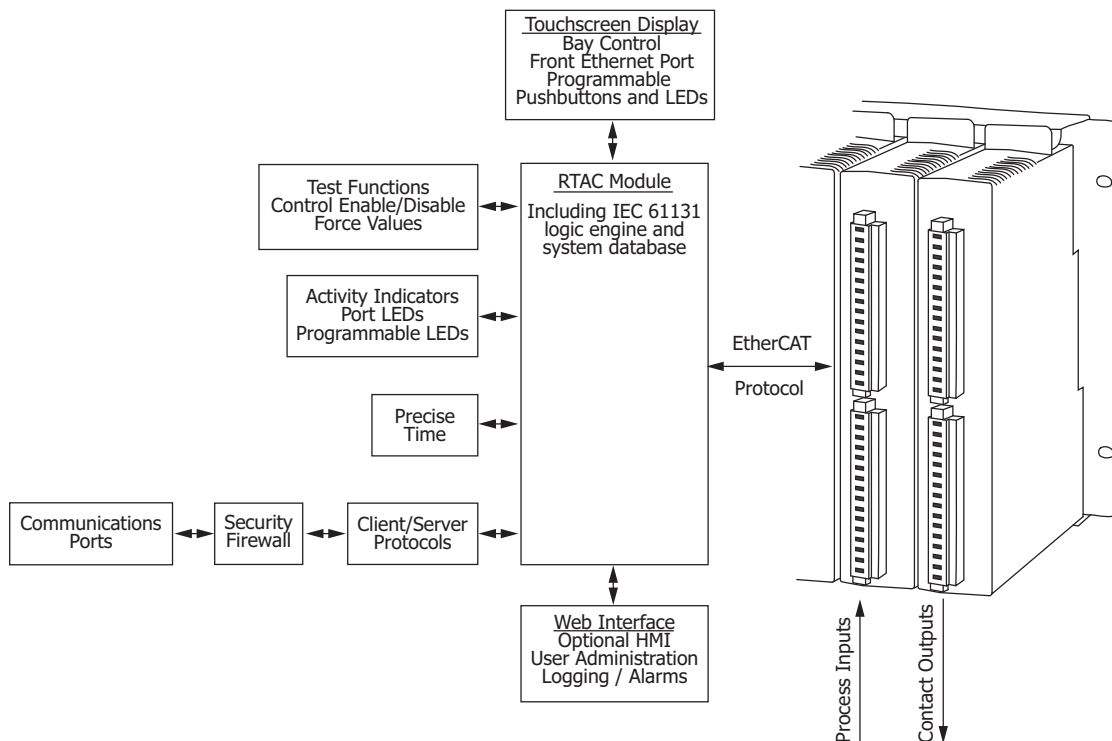 Touchscreen Display
Bay Control
Front Ethernet Port
Programmable
Pushbuttons and LEDs
Test Functions
Control Enable/Disable
Force Values
RTAC Module
Including IEC 61131
logic engine and
system database
Activity Indicators
Port LEDs
Programmable LEDs
EtherCAT
Protocol
Precise
Time
Communications
Ports
Security
Firewall
Client/Server
Protocols
Web Interface
Optional HMI
User Administration
Logging / Alarms
Process Inputs
Contact Outputs